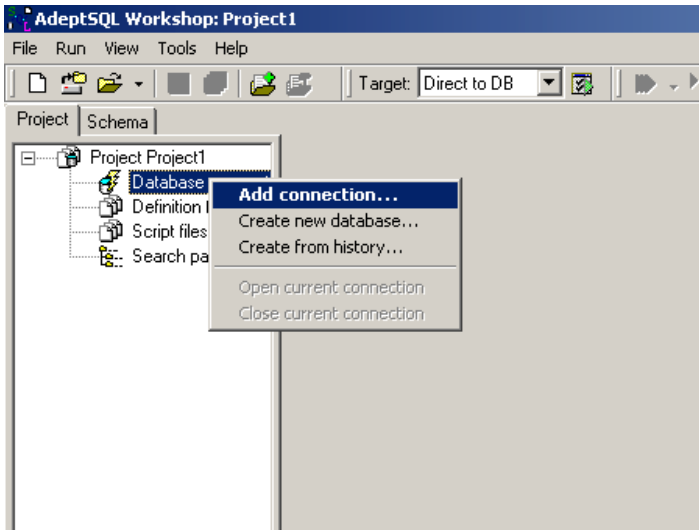 AdeptSQL Workshop: Project1
File Run View Tools Help
Target: Direct to DB
Project Schema
Project Project1
Database
Add connection...
Definition
Create new database...
Script files
Create from history...
Search pa
Open current connection
Close current connection